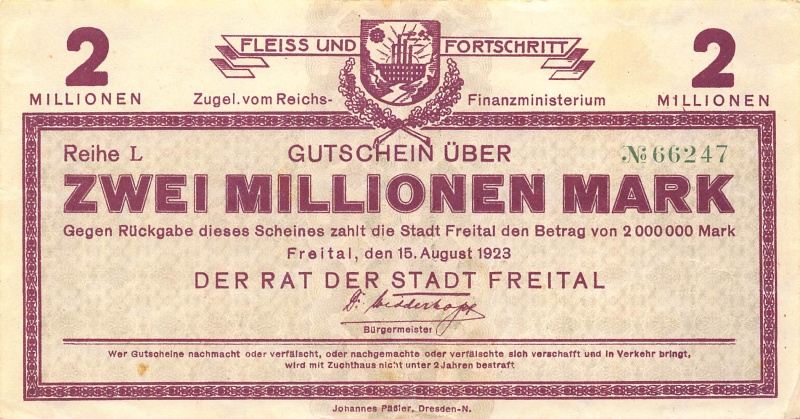 2 FLEISS UND FORTSCHRITT 2
MILLIONEN Zugel. vom Reichs- Finanzministerium MILLIONEN
Reihe L GUTSCHEIN ÜBER № 66247
ZWEI MILLIONEN MARK
Gegen Rückgabe dieses Scheines zahlt die Stadt Freital den Betrag von 2 000 000 Mark
Freital, den 15. August 1923
DER RAT DER STADT FREITAL
Bürgermeister
Wer Gutscheine nachmacht oder verfälscht, oder nachgemachte oder verfälschte sich verschafft und in Verkehr bringt,
wird mit Zuchthaus nicht unter 2 Jahren bestraft
Johannes Päßler, Dresden-N.